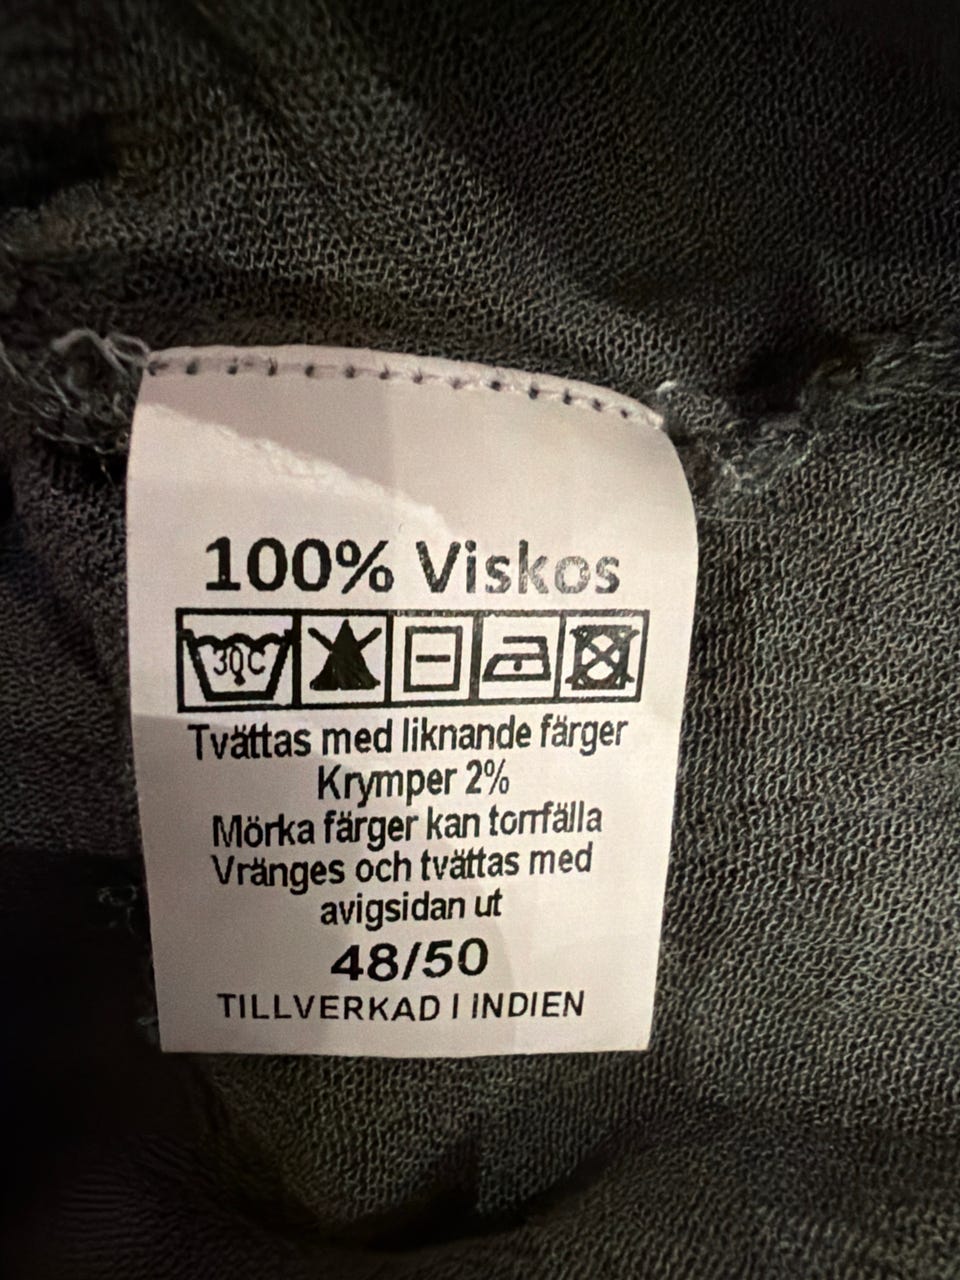 100% Viskos
30C
Tvättas med liknande färger
Krymper 2%
Mörka färger kan torrfälla
Vränges och tvättas med
avigsidan ut
48/50
TILLVERKAD I INDIEN